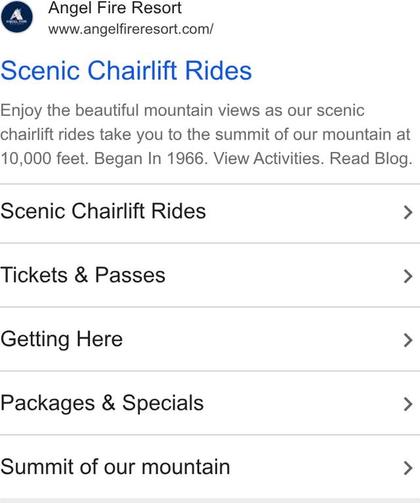 Angel Fire Resort
www.angelfireresort.com/
Scenic Chairlift Rides
Enjoy the beautiful mountain views as our scenic
chairlift rides take you to the summit of our mountain at
10,000 feet. Began In 1966. View Activities. Read Blog.
Scenic Chairlift Rides
Tickets & Passes
Getting Here
Packages & Specials
Summit of our mountain